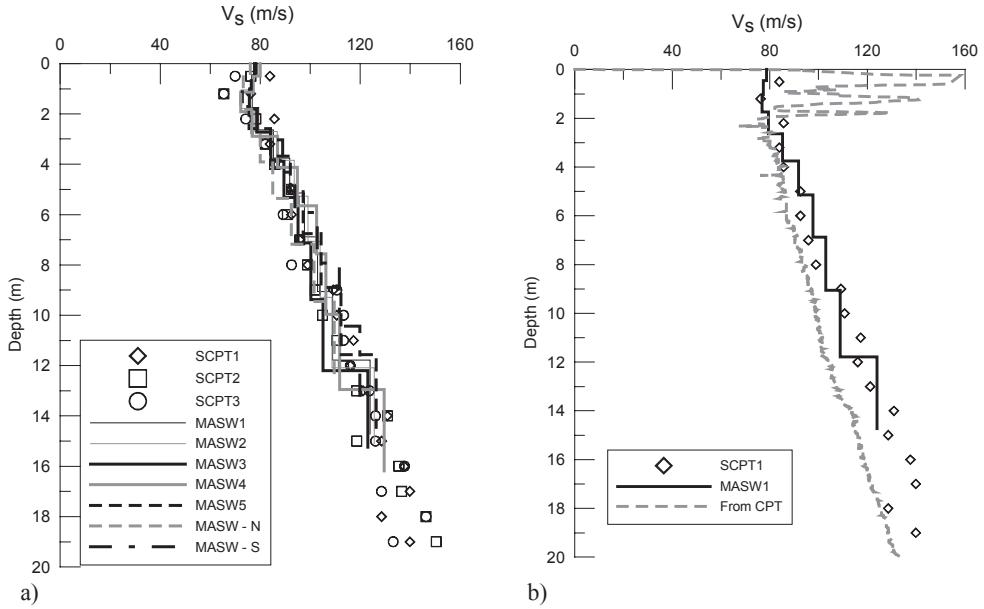 V_S (m/s)
0 40 80 120 160
0
2
4
6
8
10
12
14
16
18
20
Depth (m)
SCPT1
SCPT2
SCPT3
MASW1
MASW2
MASW3
MASW4
MASW5
MASW - N
MASW - S
a)
V_S (m/s)
0 40 80 120 160
0
2
4
6
8
10
12
14
16
18
20
Depth (m)
SCPT1
MASW1
From CPT
b)